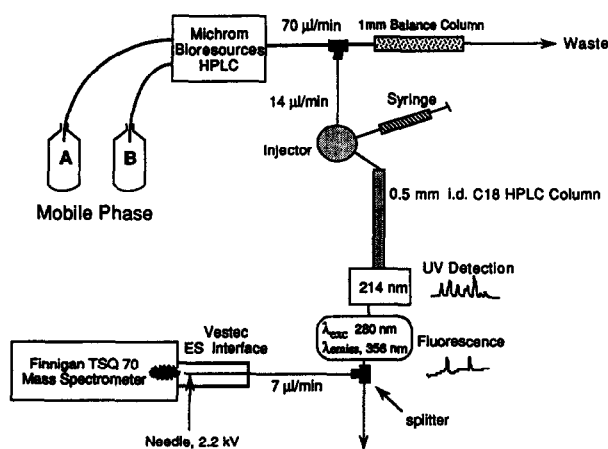 Michrom
Bioresources
HPLC
70 µl/min
1mm Balance Column
Waste
14 µl/min
Syringe
Injector
A
B
Mobile Phase
0.5 mm i.d. C18 HPLC Column
UV Detection
214 nm
λexc 280 nm
λemiss, 356 nm
Fluorescence
Vestec
ES Interface
Finnigan TSQ 70
Mass Spectrometer
7 µl/min
splitter
Needle, 2.2 kV